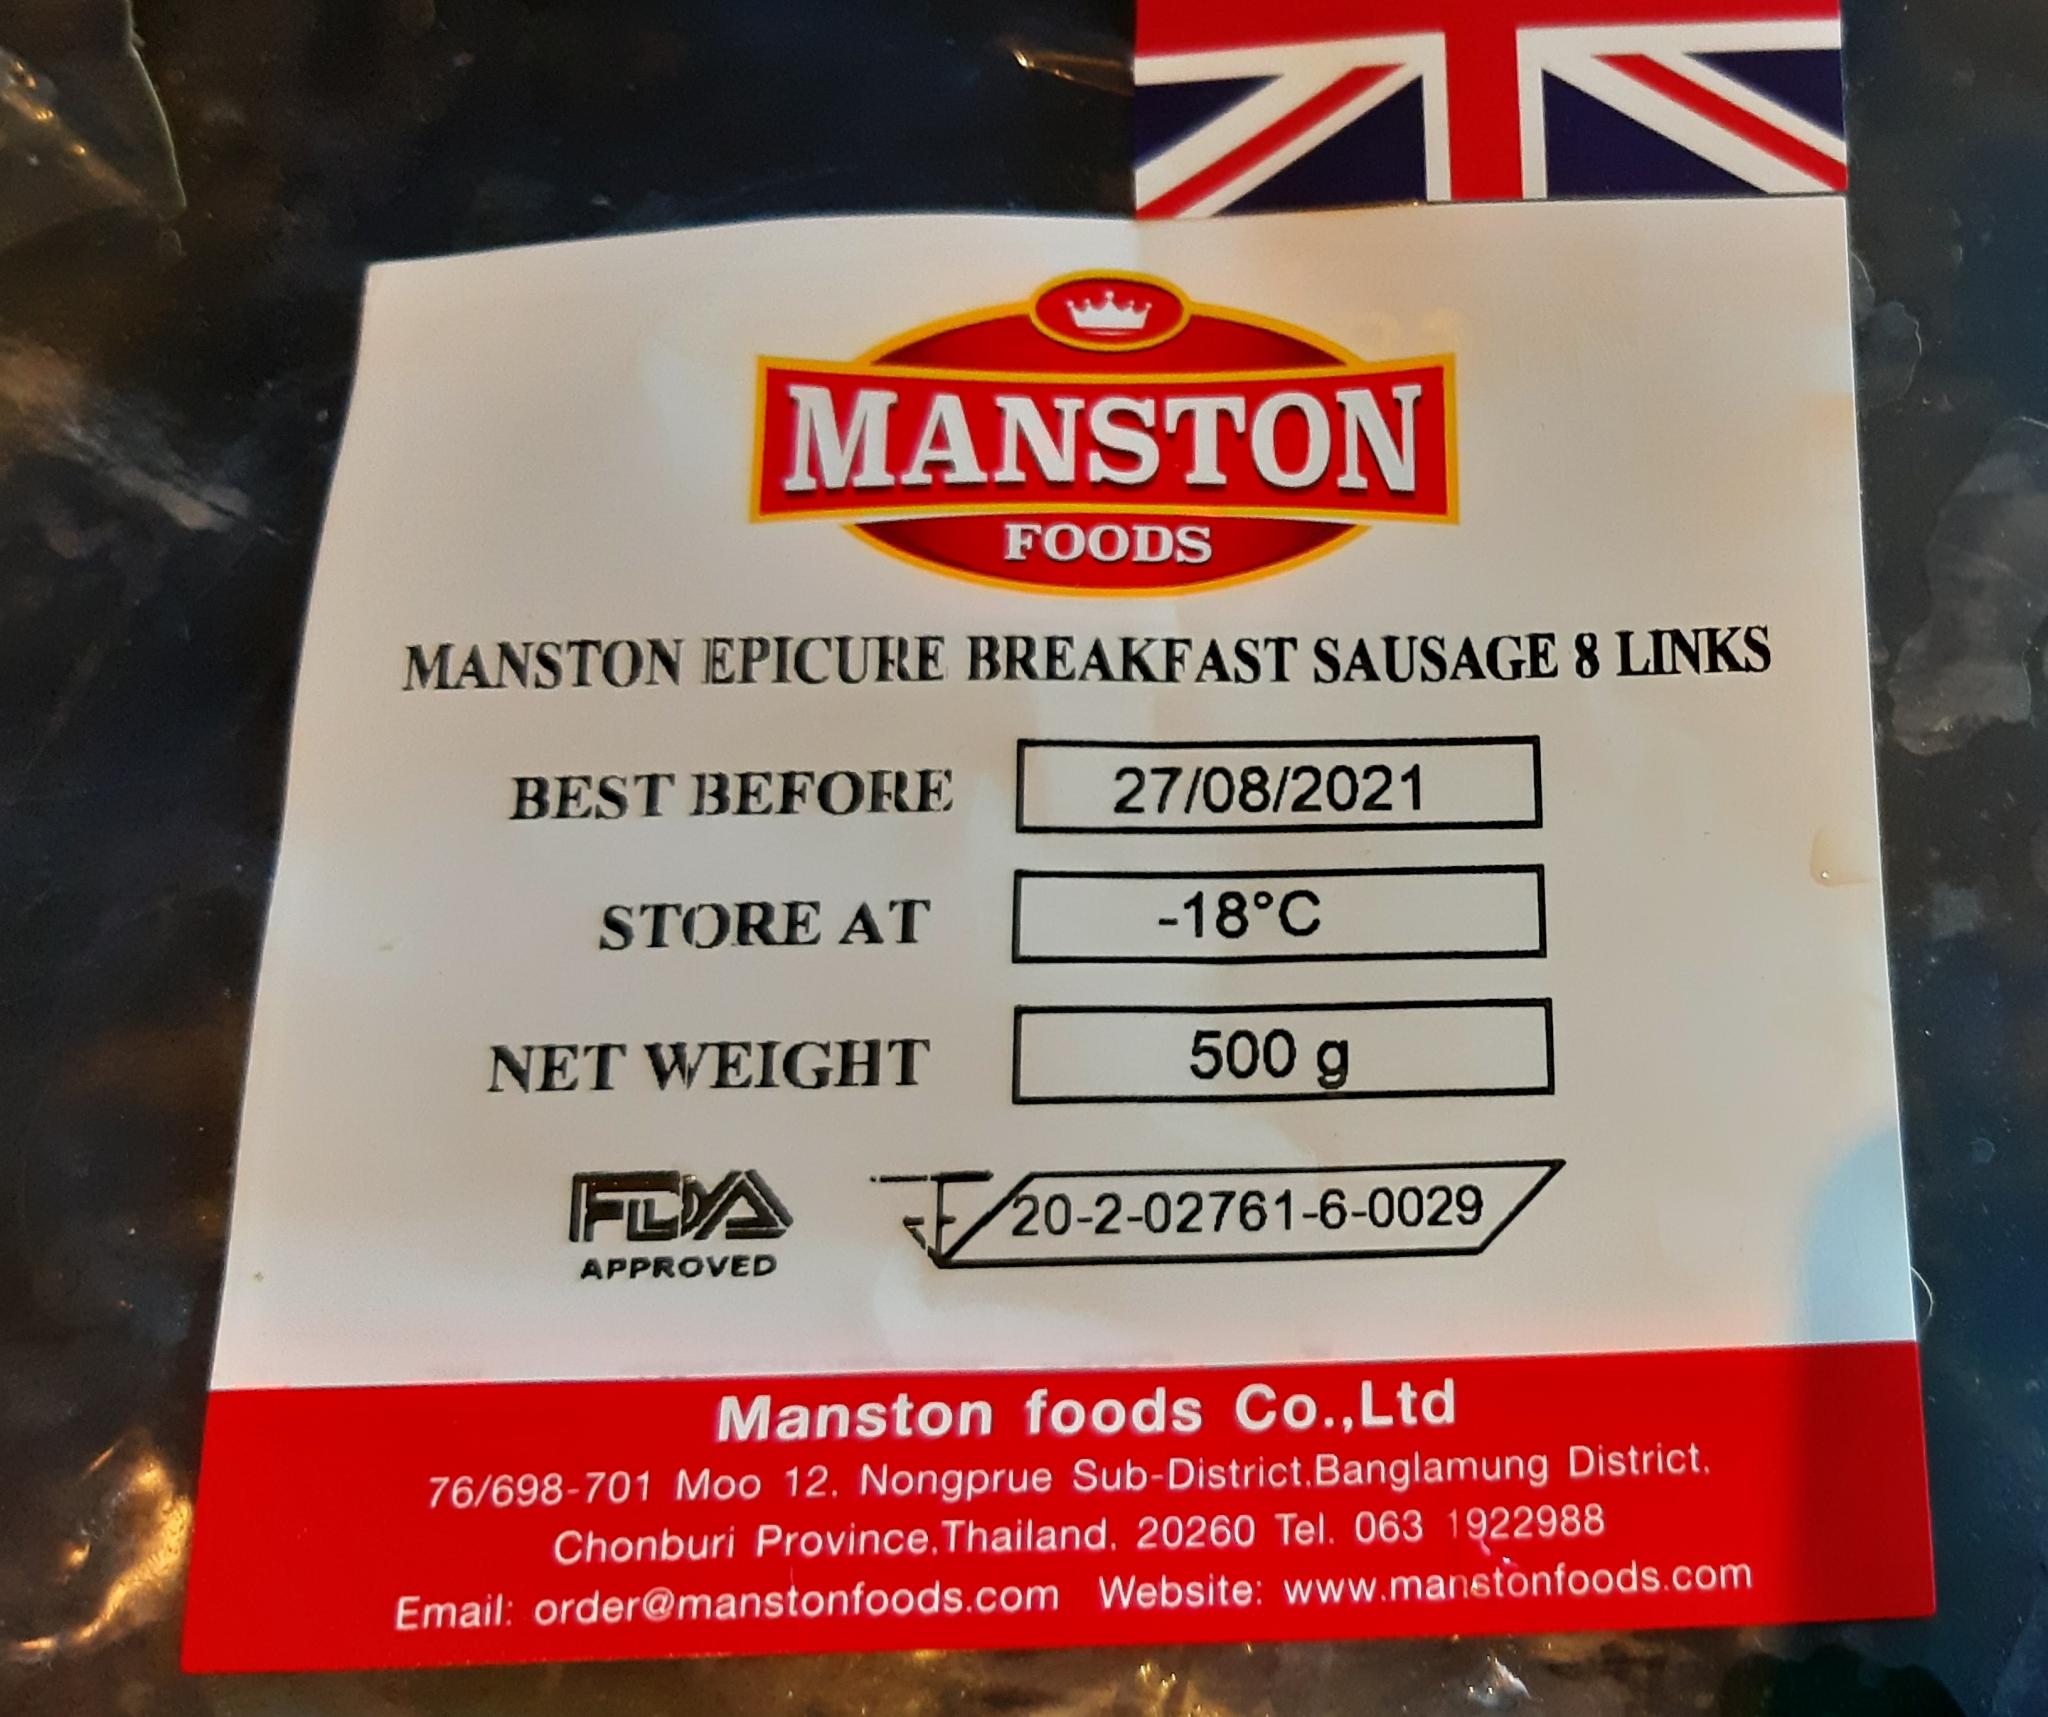 MANSTON
FOODS
MANSTON EPICURE BREAKFAST SAUSAGE 8 LINKS
BEST BEFORE 27/08/2021
STORE AT -18°C
NET WEIGHT 500 g
FDA 20-2-02761-6-0029
APPROVED
Manston foods Co.,Ltd
76/698-701 Moo 12. Nongprue Sub-District.Banglamung District.
Chonburi Province.Thailand. 20260 Tel. 063 1922988
Email: order@manstonfoods.com Website: www.manstonfoods.com